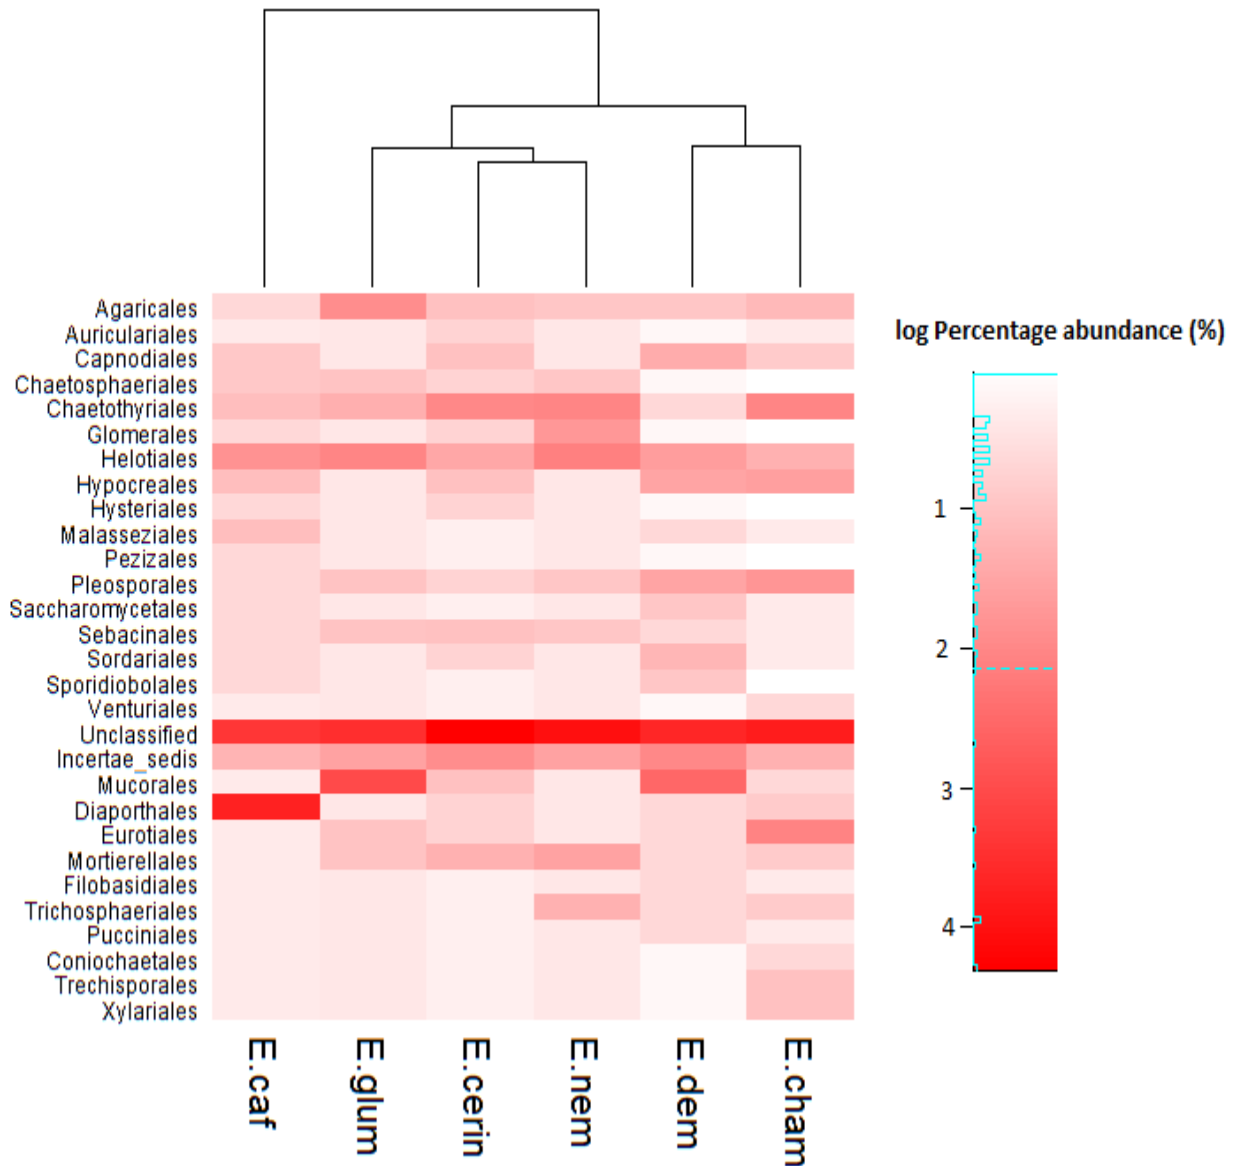 Agaricales
Auriculariales
Capnodiales
Chaetosphaeriales
Chaetothyriales
Glomerales
Helotiales
Hypocreales
Hysteriales
Malasseziales
Pezizales
Pleosporales
Saccharomycetales
Sebacinales
Sordariales
Sporidiobolales
Venturiales
Unclassified
Incertae_sedis
Mucorales
Diaporthales
Eurotiales
Mortierellales
Filobasidiales
Trichosphaeriales
Pucciniales
Coniochaetales
Trechisporales
Xylariales
E.caf
E.glum
E.cerin
E.nem
E.dem
E.cham
log Percentage abundance (%)
1
2
3
4